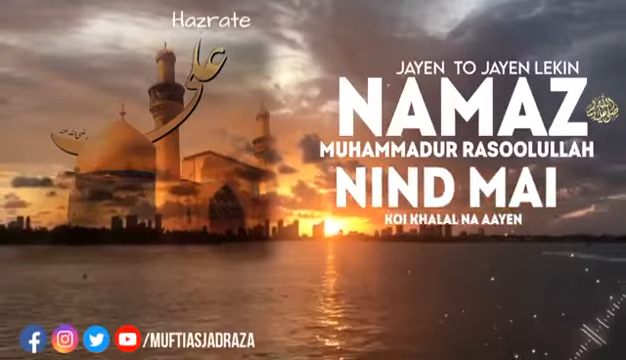 Hazrate
علی
JAYEN TO JAYEN LEKIN
NAMAZ
MUHAMMADUR RASOOLULLAH
NIND MAI
KOI KHALAL NA AAYEN
/MUFTIASJADRAZA